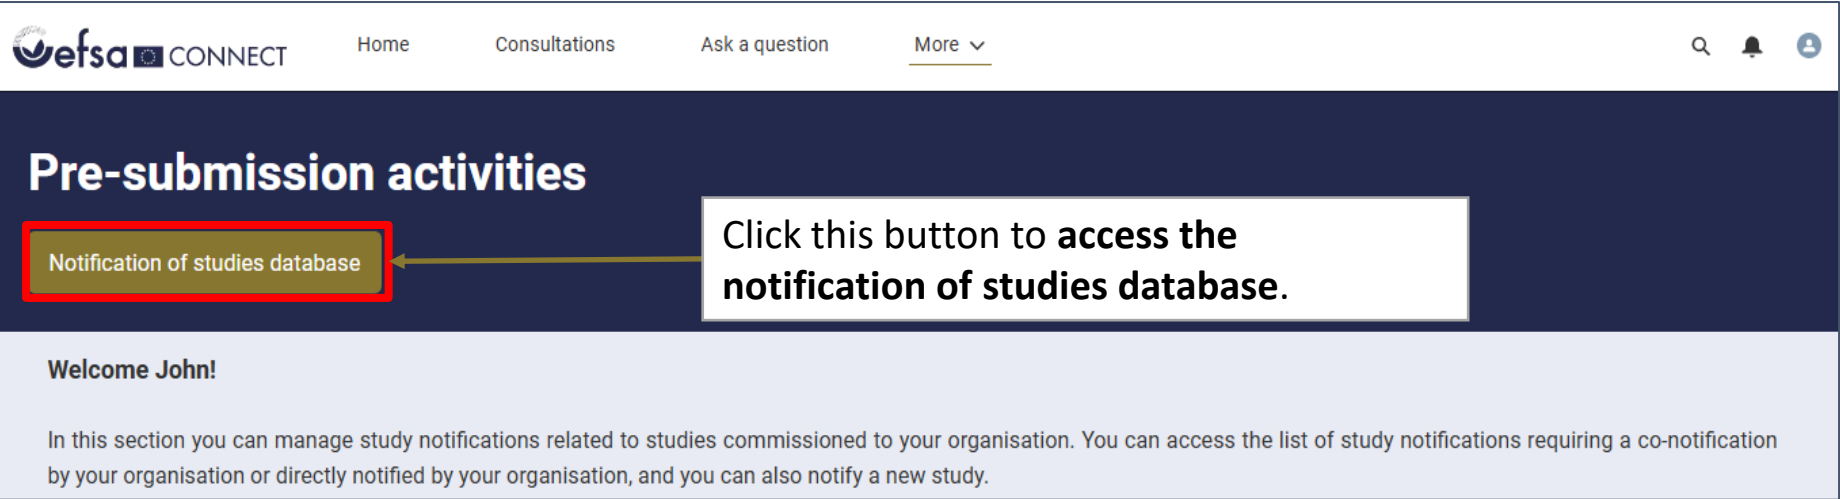 efsa CONNECT Home Consultations Ask a question More
Pre-submission activities
Notification of studies database
Click this button to access the
notification of studies database.
Welcome John!
In this section you can manage study notifications related to studies commissioned to your organisation. You can access the list of study notifications requiring a co-notification
by your organisation or directly notified by your organisation, and you can also notify a new study.